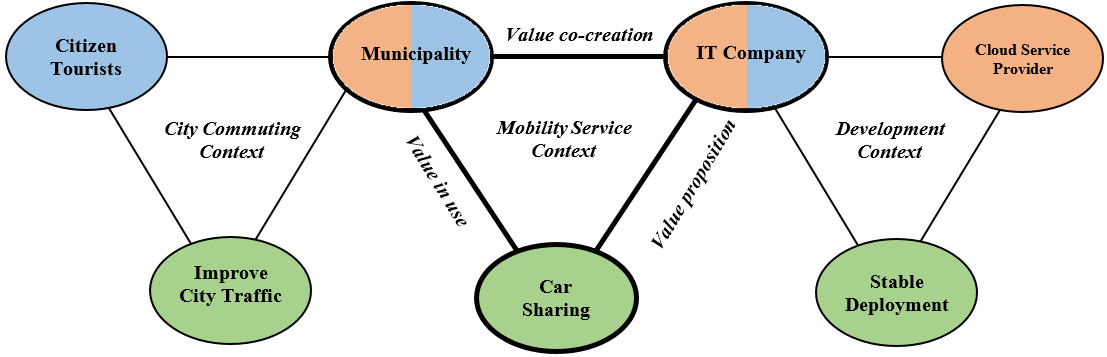 Citizen
Tourists
Municipality
Value co-creation
IT Company
Cloud Service
Provider
City Commuting
Context
Mobility Service
Context
Development
Context
Value in use
Value proposition
Improve
City Traffic
Car
Sharing
Stable
Deployment